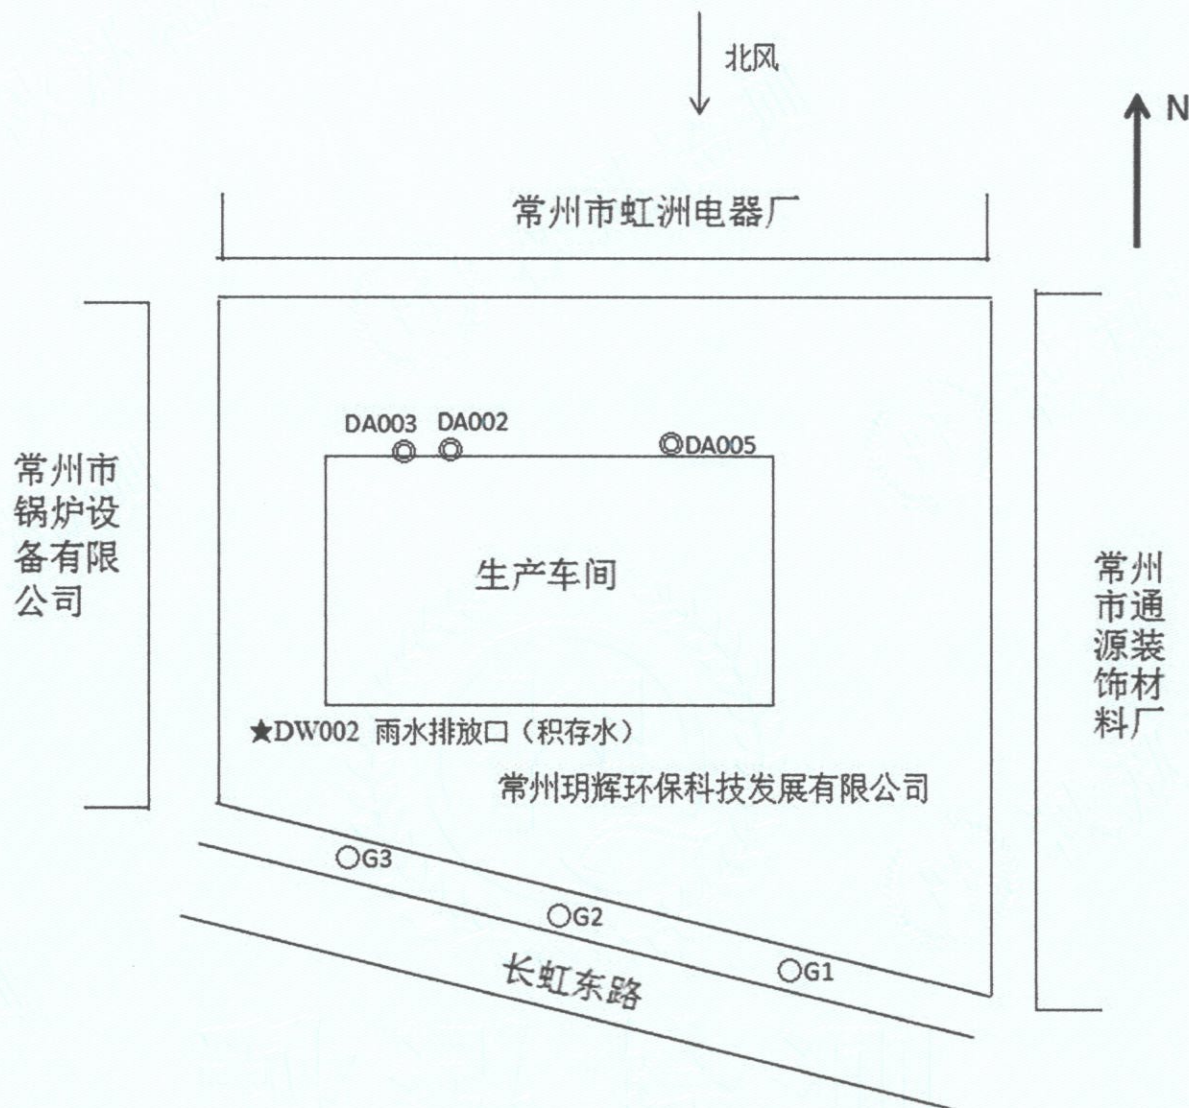 北风
N
常州市虹洲电器厂
DA003
DA002
DA005
常州市
锅炉设
备有限
公司
生产车间
常州
市通
源装
饰材
料厂
★DW002 雨水排放口（积存水）
常州玥辉环保科技发展有限公司
G3
G2
G1
长虹东路